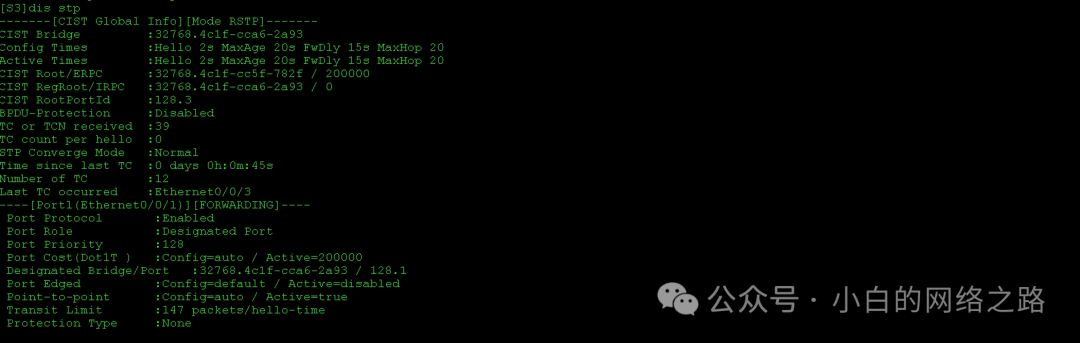 [S3]dis stp
-------[CIST Global Info][Mode RSTP]-------
CIST Bridge         :32768.4c1f-cca6-2a93
Config Times        :Hello 2s MaxAge 20s FwDly 15s MaxHop 20
Active Times        :Hello 2s MaxAge 20s FwDly 15s MaxHop 20
CIST Root/ERPC      :32768.4c1f-cc5f-782f / 200000
CIST RegRoot/IRPC   :32768.4c1f-cca6-2a93 / 0
CIST RootPortId     :128.3
BPDU-Protection     :Disabled
TC or TCN received  :39
TC count per hello  :0
STP Converge Mode   :Normal
Time since last TC  :0 days 0h:0m:45s
Number of TC        :12
Last TC occurred    :Ethernet0/0/3
----[Port1(Ethernet0/0/1)][FORWARDING]----
 Port Protocol       :Enabled
 Port Role           :Designated Port
 Port Priority       :128
 Port Cost(Dot1T )   :Config=auto / Active=200000
 Designated Bridge/Port   :32768.4c1f-cca6-2a93 / 128.1
 Port Edged          :Config=default / Active=disabled
 Point-to-point      :Config=auto / Active=true
 Transit Limit       :147 packets/hello-time
 Protection Type     :None
公众号·小白的网络之路